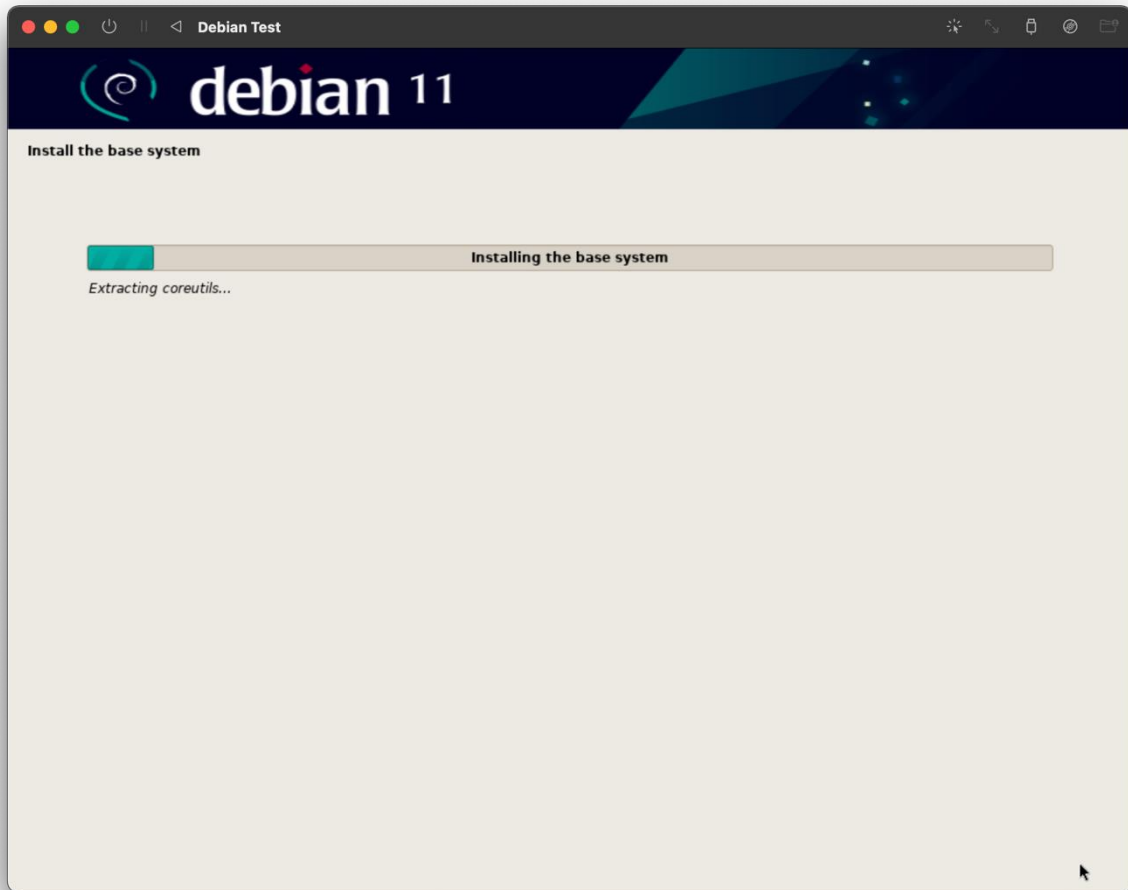 Debian Test
debian 11
Install the base system
Installing the base system
Extracting coreutils...